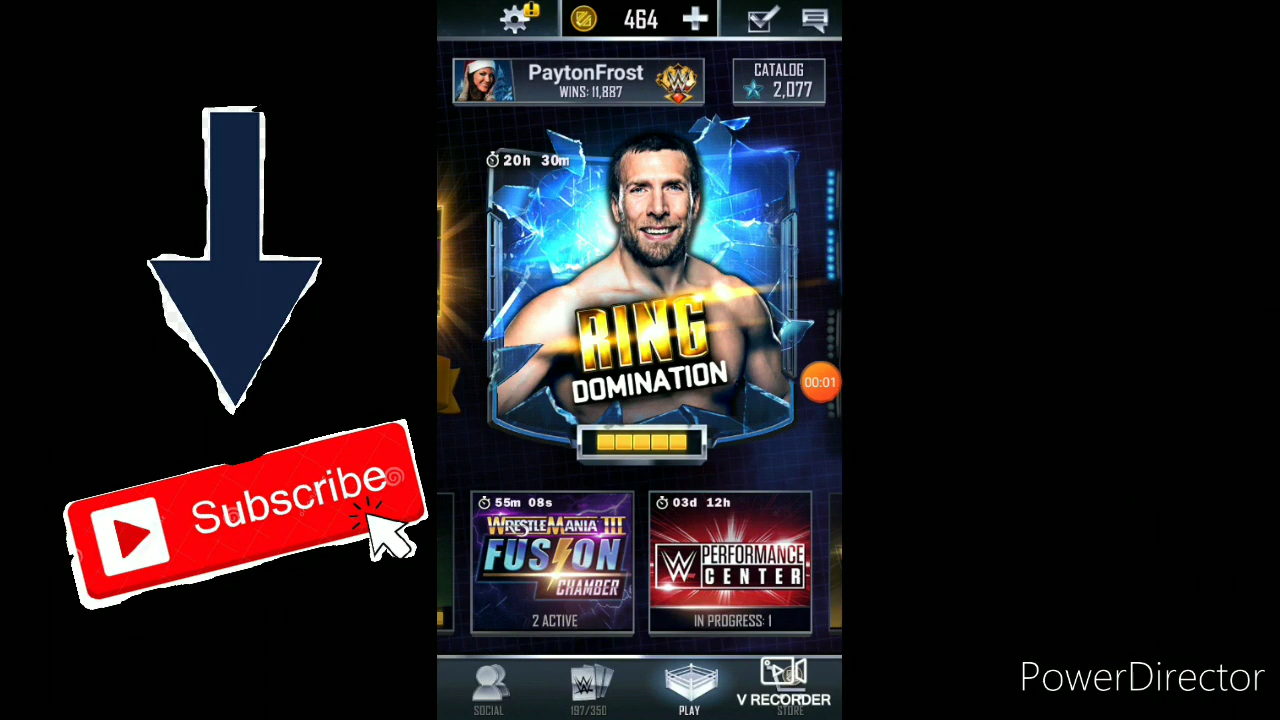 464
PaytonFrost
WINS: 11,887
CATALOG
2,077
20h 30m
RING
DOMINATION
00:01
Subscribe
55m 08s
WRESTLEMANIA III
FUSION
CHAMBER
2 ACTIVE
03d 12h
W PERFORMANCE
CENTER
IN PROGRESS: 1
SOCIAL
197/350
PLAY
V RECORDER
STORE
PowerDirector